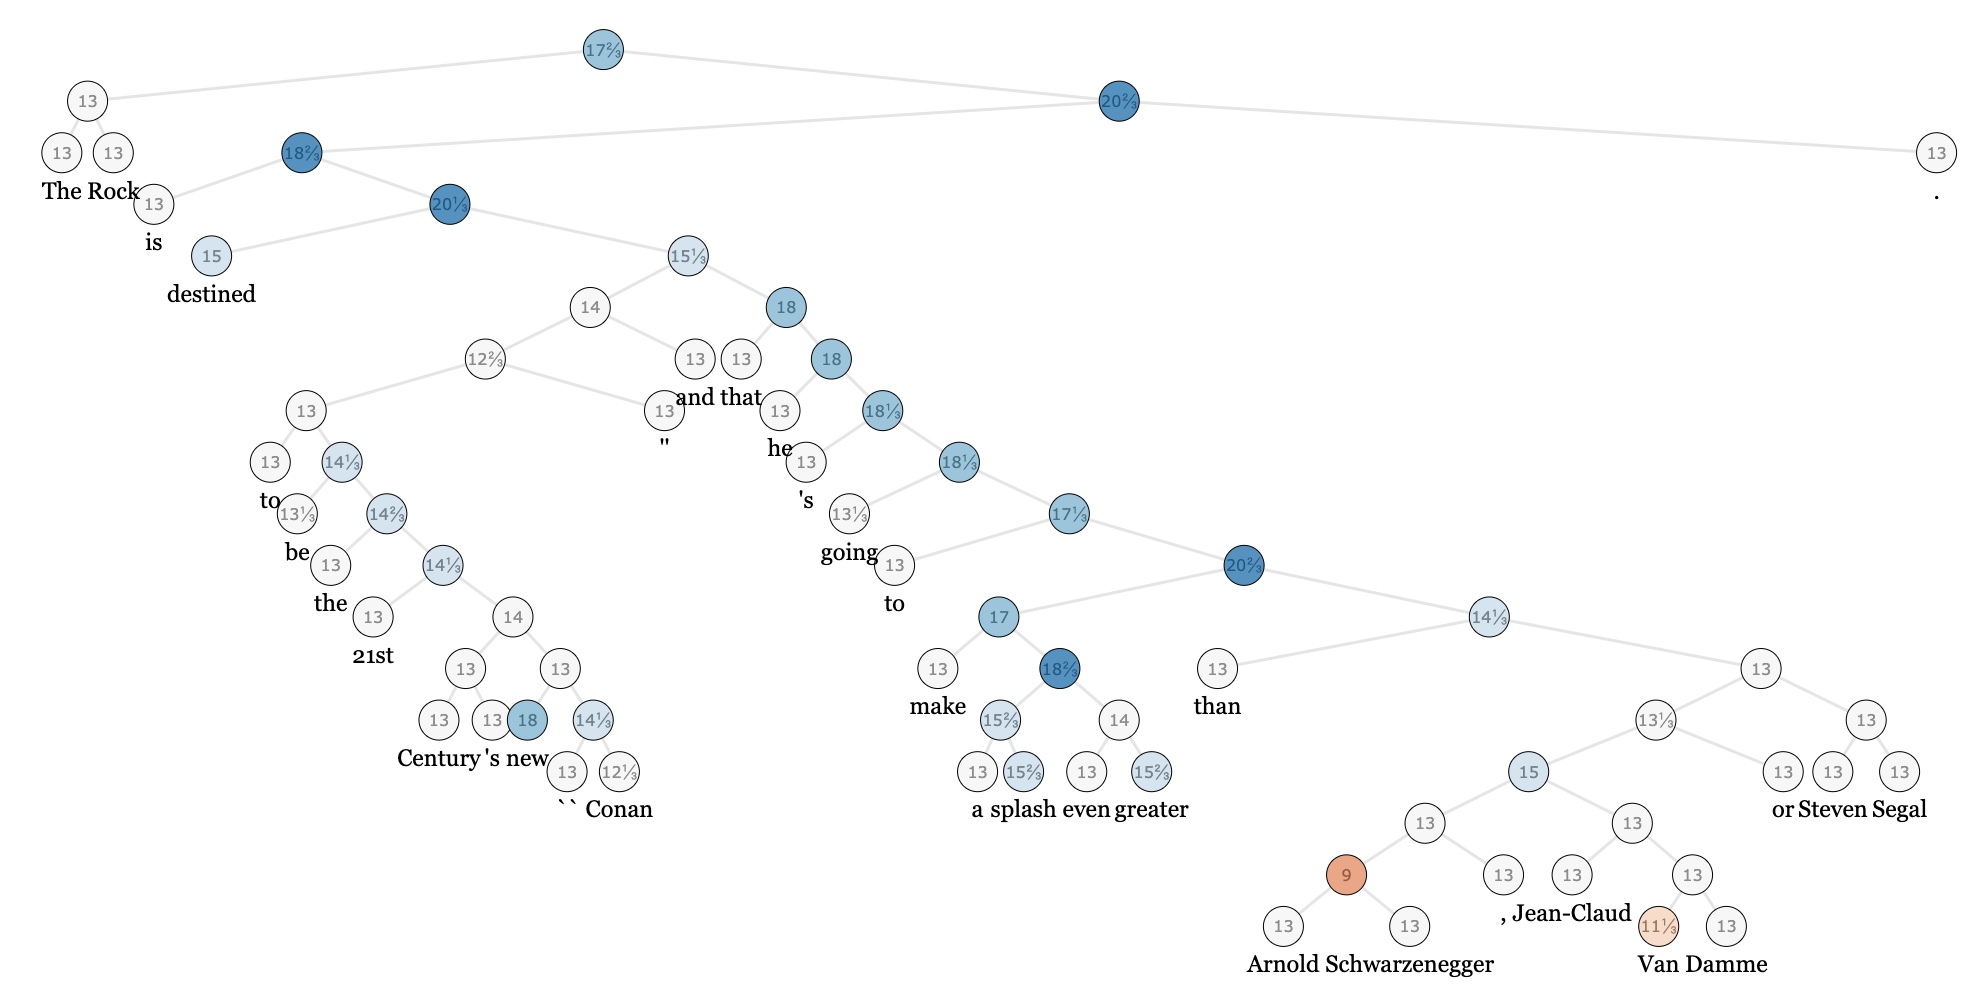 17⅔
13 20⅔
13 13 18⅔ 13
The Rock .
13 20⅓
is
15 15⅓
destined
14 18
12⅔ 13 13 18
and that
13 13 13 18⅓
'' he
13 14⅓ 13 18⅓
to 's
13⅓ 14⅔ 13⅓ 17⅓
be going
13 14⅓ 13 20⅔
the to
13 14 17 14⅓
21st
13 13 13 18⅔ 13 13
make than
13 13 18 14⅓ 15⅔ 14 13⅓ 13
Century 's new
13 12⅓ 13 15⅔ 13 15⅔ 15 13 13 13
`` Conan a splash even greater or Steven Segal
13 13
9 13 13 13
, Jean-Claud
13 13 11⅓ 13
Arnold Schwarzenegger Van Damme